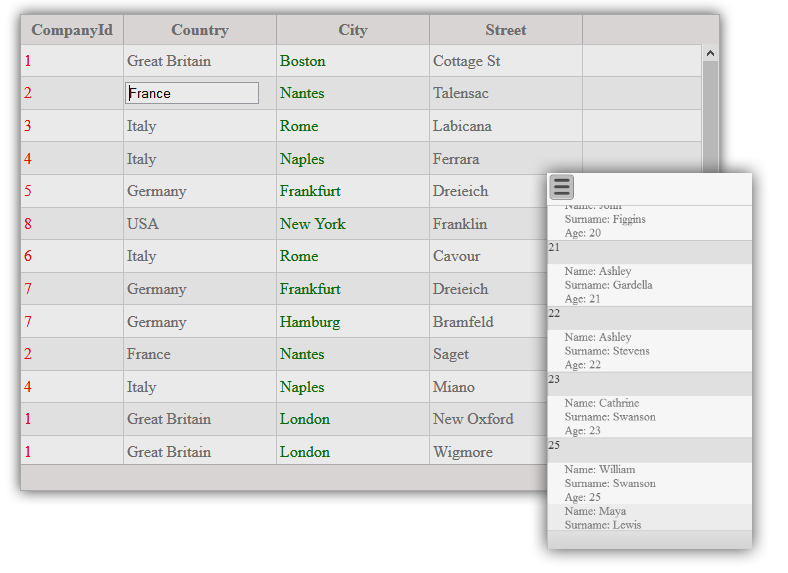 CompanyId Country City Street
1 Great Britain Boston Cottage St
2 France Nantes Talensac
3 Italy Rome Labicana
4 Italy Naples Ferrara
5 Germany Frankfurt Dreieich
8 USA New York Franklin
6 Italy Rome Cavour
7 Germany Frankfurt Dreieich
7 Germany Hamburg Bramfeld
2 France Nantes Saget
4 Italy Naples Miano
1 Great Britain London New Oxford
1 Great Britain London Wigmore
Name: John
Surname: Figgins
Age: 20
21
Name: Ashley
Surname: Gardella
Age: 21
22
Name: Ashley
Surname: Stevens
Age: 22
23
Name: Cathrine
Surname: Swanson
Age: 23
25
Name: William
Surname: Swanson
Age: 25
Name: Maya
Surname: Lewis